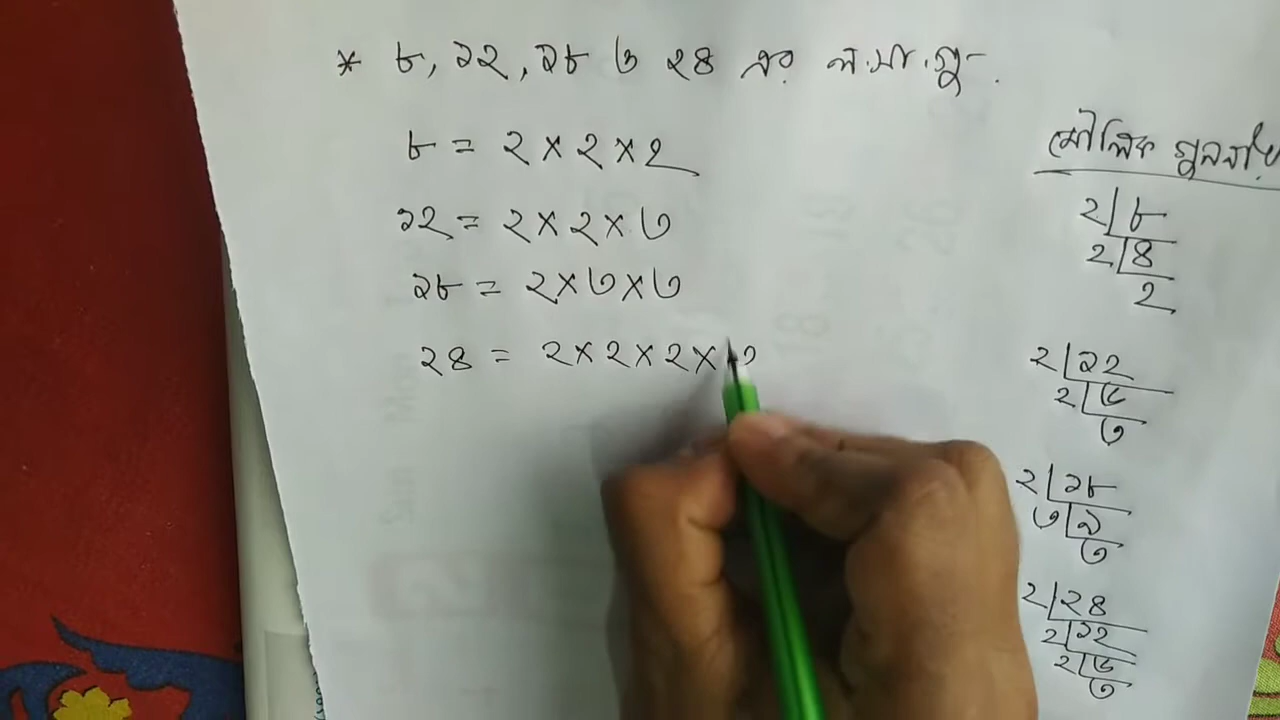 * ৮, ১২, ১৮ ও ২৪ এর ল.সা.গু-.
৮ = ২×২×২
১২ = ২×২×৩
১৮ = ২×৩×৩
২৪ = ২×২×২×
মৌলিক গুননীয়
২ ৮
২ ৪
২
২ ১২
২ ৬
৩
২ ১৮
৩ ৯
৩
২ ২৪
২ ১২
২ ৬
৩